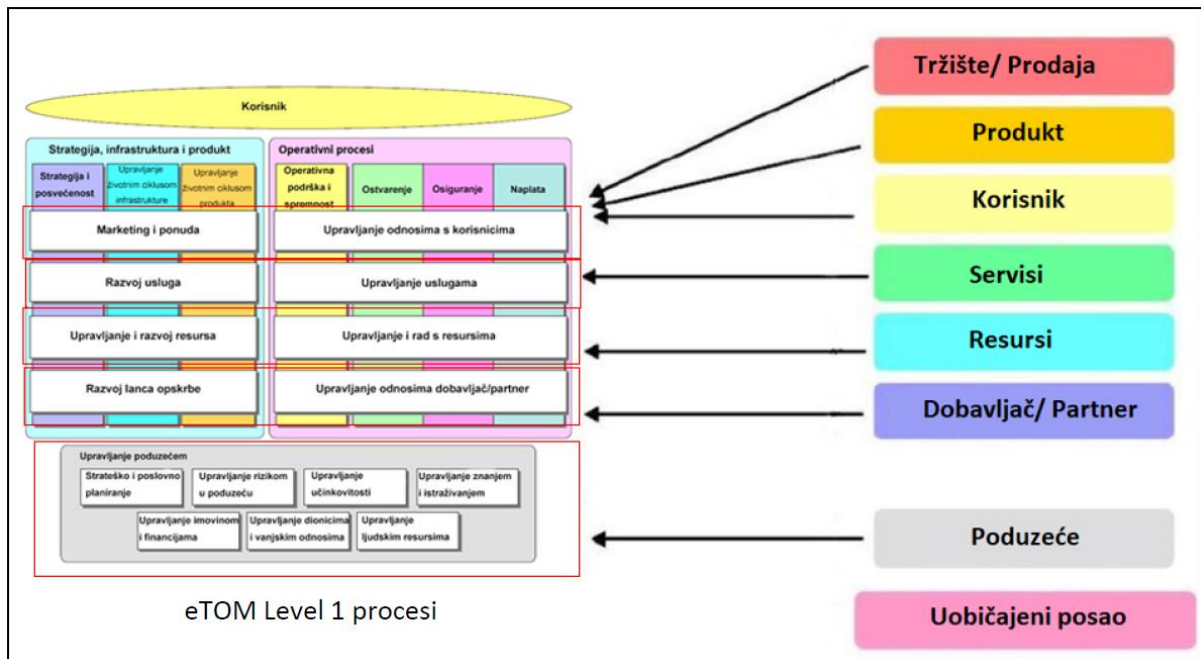 Korisnik
Strategija, infrastruktura i produkt
Operativni procesi
Strategija i
posvećenost
Upravljanje
životnim ciklusom
infrastrukture
Upravljanje
životnim ciklusom
produkta
Operativna
podrška i
spremnost
Ostvarenje
Osiguranje
Naplata
Marketing i ponuda
Upravljanje odnosima s korisnicima
Razvoj usluga
Upravljanje uslugama
Upravljanje i razvoj resursa
Upravljanje i rad s resursima
Razvoj lanca opskrbe
Upravljanje odnosima dobavljač/partner
Upravljanje poduzećem
Strateško i poslovno
planiranje
Upravljanje rizikom
u poduzeću
Upravljanje
učinkovitosti
Upravljanje znanjem
i istraživanjem
Upravljanje imovinom
i financijama
Upravljanje dionicima
i vanjskim odnosima
Upravljanje
ljudskim resursima
eTOM Level 1 procesi
Tržište/ Prodaja
Produkt
Korisnik
Servisi
Resursi
Dobavljač/ Partner
Poduzeće
Uobičajeni posao